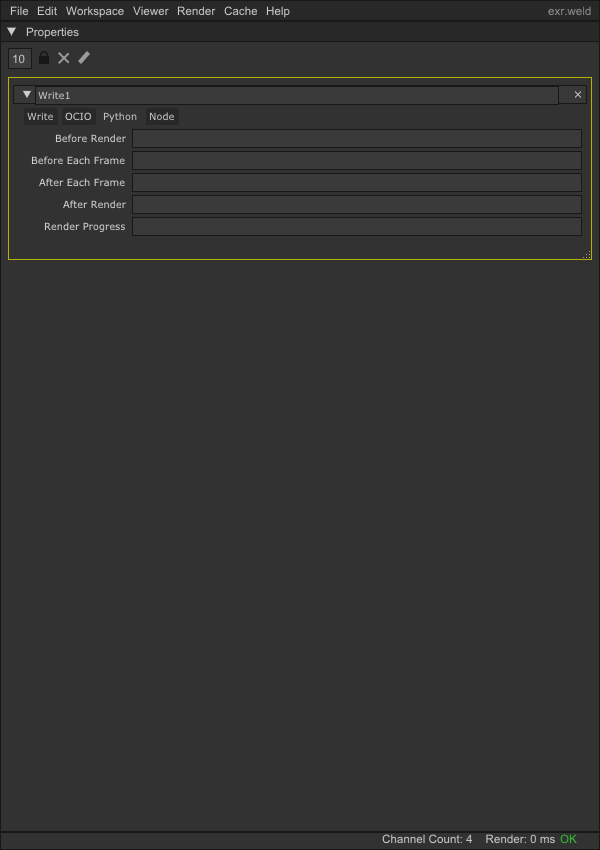 File Edit Workspace Viewer Render Cache Help exr.weld
Properties
10
Write1
Write OCIO Python Node
Before Render
Before Each Frame
After Each Frame
After Render
Render Progress
Channel Count: 4 Render: 0 ms OK